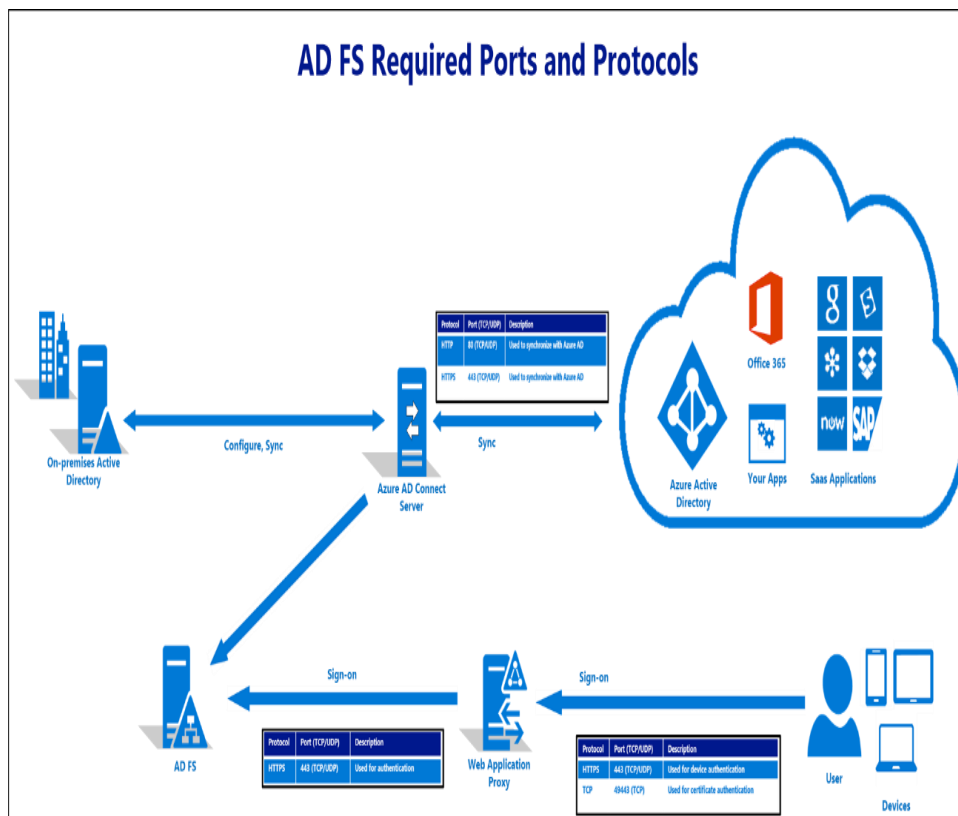 AD FS Required Ports and Protocols
Protocol Port (TCP/UDP) Description
HTTP 80 (TCP/UDP) Used to synchronize with Azure AD
HTTPS 443 (TCP/UDP) Used to synchronize with Azure AD
Office 365
now
SAP
Configure, Sync
Sync
On-premises Active
Directory
Azure AD Connect
Server
Azure Active
Directory
Your Apps
Saas Applications
Sign-on
Sign-on
Protocol Port (TCP/UDP) Description
HTTPS 443 (TCP/UDP) Used for authentication
Protocol Port (TCP/UDP) Description
HTTPS 443 (TCP/UDP) Used for device authentication
TCP 49443 (TCP) Used for certificate authentication
AD FS
Web Application
Proxy
User
Devices